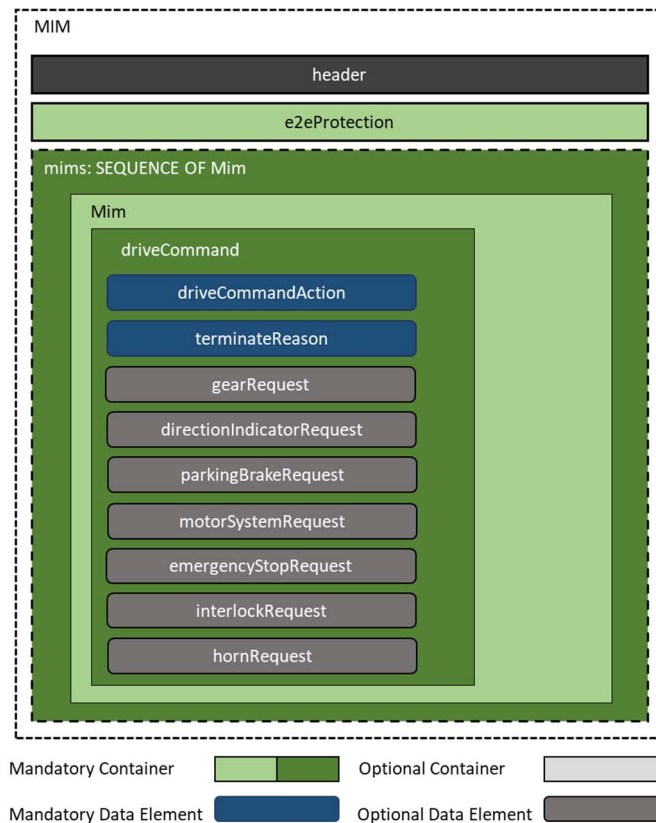 MIM
header
e2eProtection
mims: SEQUENCE OF Mim
Mim
driveCommand
driveCommandAction
terminateReason
gearRequest
directionIndicatorRequest
parkingBrakeRequest
motorSystemRequest
emergencyStopRequest
interlockRequest
hornRequest
Mandatory Container
Optional Container
Mandatory Data Element
Optional Data Element